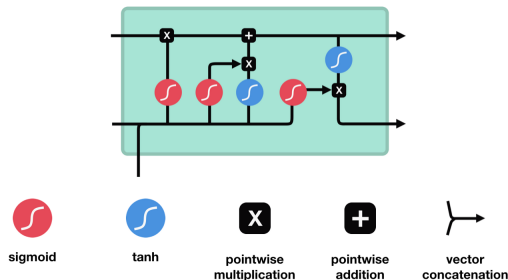 X
+
X
X
X
+
sigmoid
tanh
pointwise
multiplication
pointwise
addition
vector
concatenation